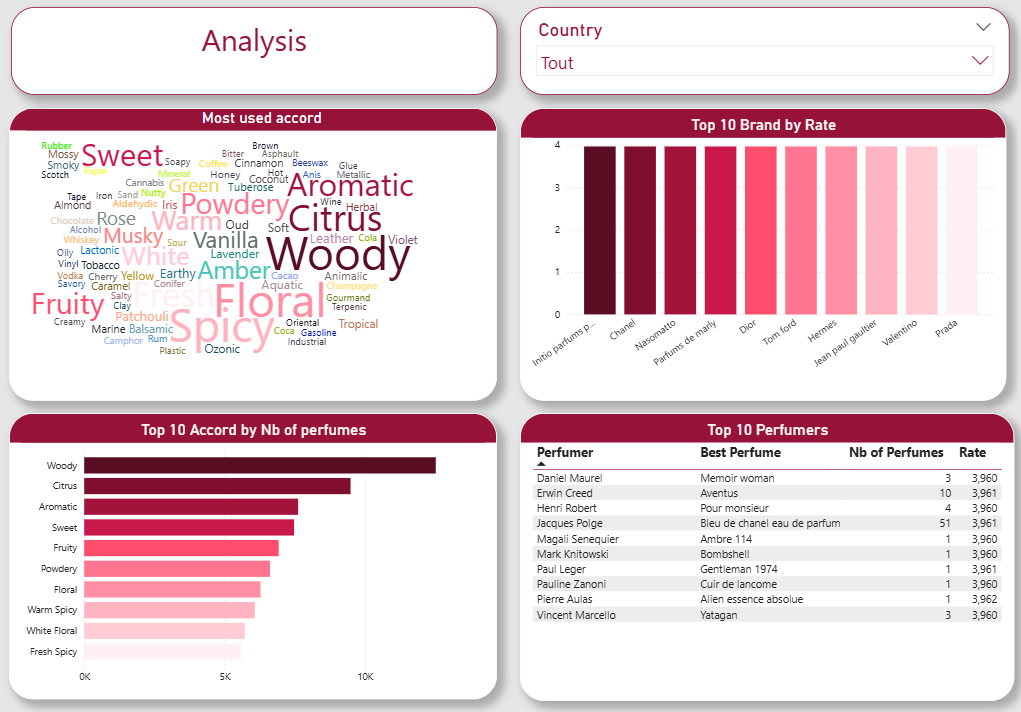 Analysis
Country
Tout
Most used accord
Rubber
Brown
Mossy
Sweet
Bitter
Asphault
Smoky
Soapy
Coffee
Cinnamon
Beeswax
Glue
Scotch
Paper
Mineral
Honey
Hot
Anis
Metallic
Cannabis
Green
Coconut
Aromatic
Tape
Iron
Sand
Nutty
Tuberose
Almond
Aldehydic
Iris
Powdery
Wine
Herbal
Chocolate
Rose
Warm
Oud
Soft
Citrus
Alcohol
Musky
Vanilla
Leather
Cola
Violet
Whiskey
Sour
Woody
Oily
Lactonic
White
Lavender
Vinyl
Tobacco
Amber
Vodka
Cherry
Yellow
Earthy
Cacao
Animalic
Savory
Caramel
Conifer
Aquatic
Champagne
Fruity
Salty
Fresh
Floral
Gourmand
Clay
Terpenic
Creamy
Patchouli
Spicy
Oriental
Tropical
Marine
Balsamic
Coca
Gasoline
Camphor
Rum
Industrial
Plastic
Ozonic
Top 10 Brand by Rate
4
3
2
1
0
Initio parfums p...
Chanel
Nasomatto
Parfums de marly
Dior
Tom ford
Hermes
Jean paul gaultier
Valentino
Prada
Top 10 Accord by Nb of perfumes
Woody
Citrus
Aromatic
Sweet
Fruity
Powdery
Floral
Warm Spicy
White Floral
Fresh Spicy
0K 5K 10K
Top 10 Perfumers
Perfumer Best Perfume Nb of Perfumes Rate
Daniel Maurel Memoir woman 3 3,960
Erwin Creed Aventus 10 3,961
Henri Robert Pour monsieur 4 3,960
Jacques Polge Bleu de chanel eau de parfum 51 3,961
Magali Senequier Ambre 114 1 3,960
Mark Knitowski Bombshell 1 3,960
Paul Leger Gentleman 1974 1 3,961
Pauline Zanoni Cuir de lancome 1 3,960
Pierre Aulas Alien essence absolue 1 3,962
Vincent Marcello Yatagan 3 3,960